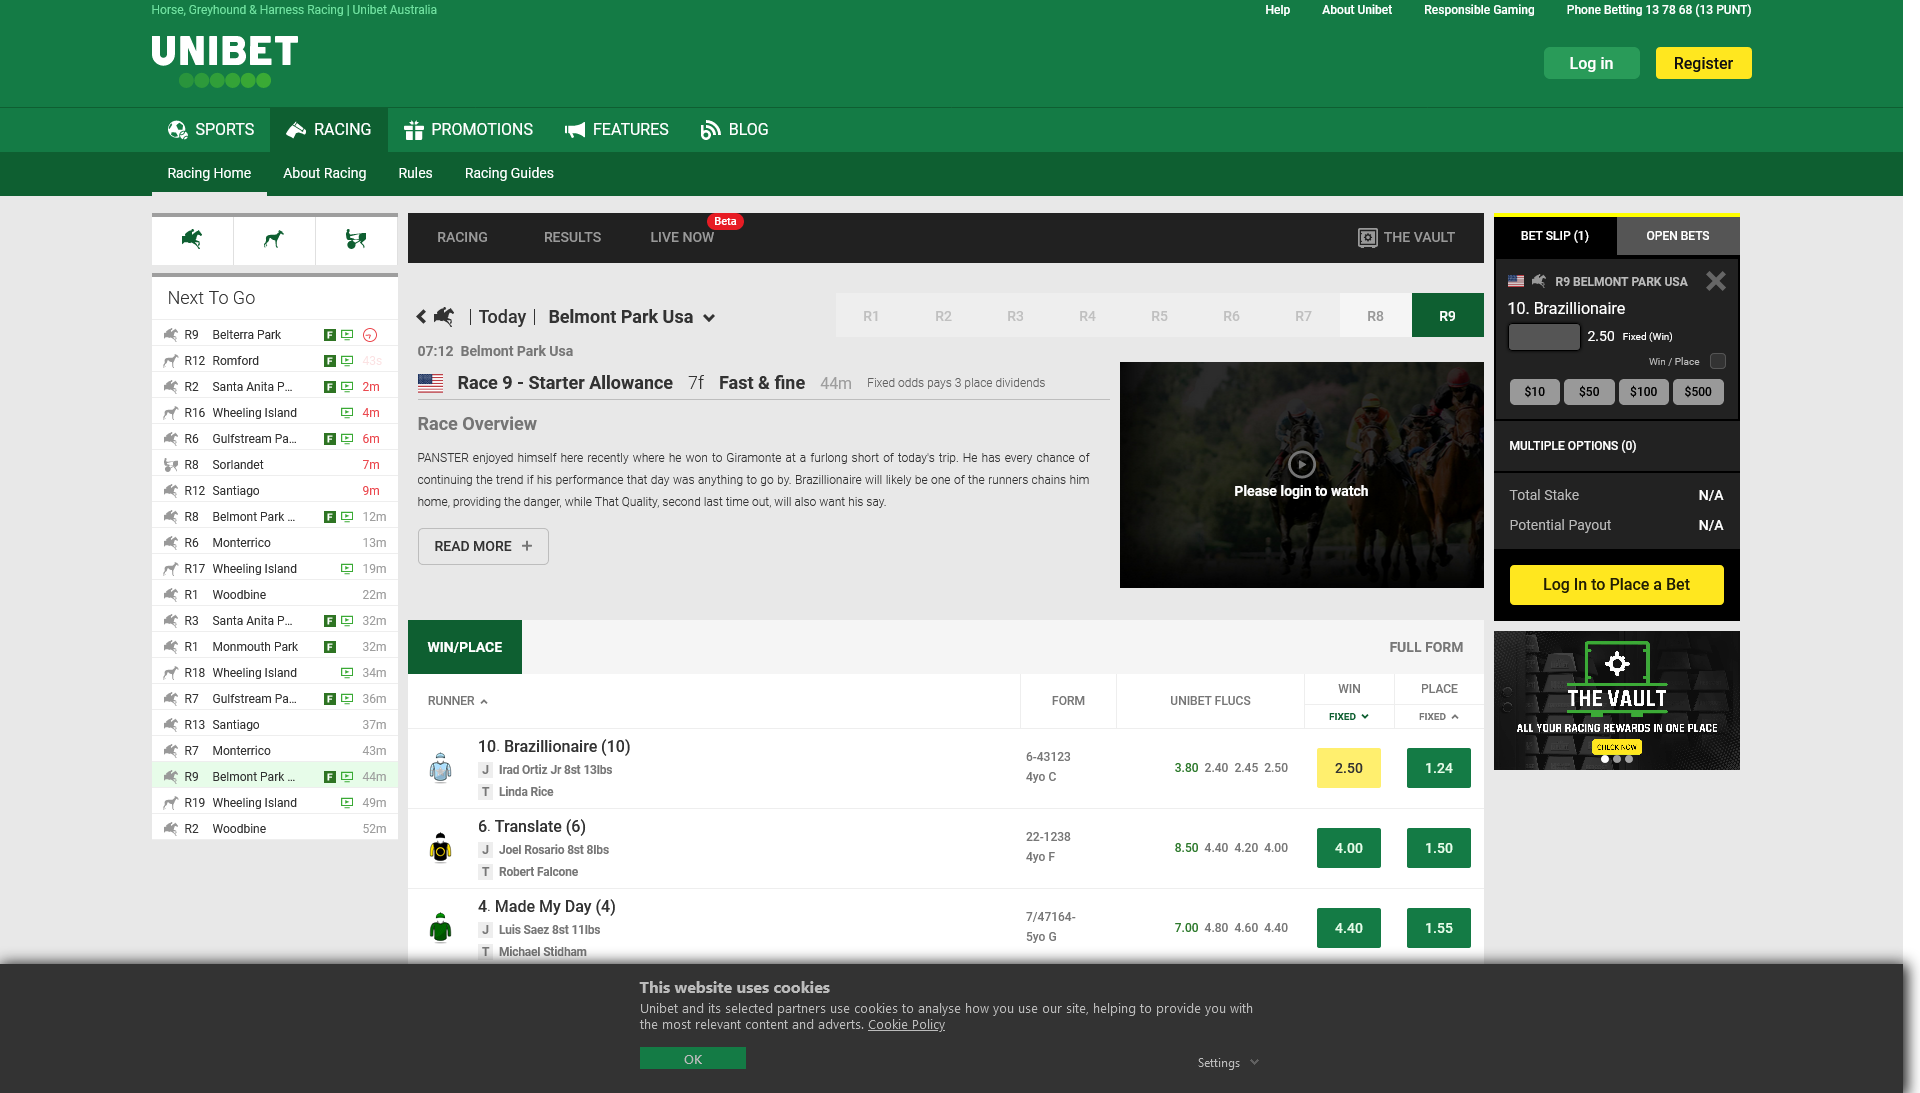 Horse, Greyhound & Harness Racing | Unibet Australia
Help About Unibet Responsible Gaming Phone Betting 13 78 68 (13 PUNT)
UNIBET
Log in Register
SPORTS RACING PROMOTIONS FEATURES BLOG
Racing Home About Racing Rules Racing Guides
Next To Go
R9 Belterra Park F
R12 Romford F 43s
R2 Santa Anita P... F 2m
R16 Wheeling Island 4m
R6 Gulfstream Pa... F 6m
R8 Sorlandet 7m
R12 Santiago 9m
R8 Belmont Park ... F 12m
R6 Monterrico 13m
R17 Wheeling Island 19m
R1 Woodbine 22m
R3 Santa Anita P... F 32m
R1 Monmouth Park F 32m
R18 Wheeling Island 34m
R7 Gulfstream Pa... F 36m
R13 Santiago 37m
R7 Monterrico 43m
R9 Belmont Park ... F 44m
R19 Wheeling Island 49m
R2 Woodbine 52m
RACING RESULTS LIVE NOW Beta THE VAULT
| Today | Belmont Park Usa
R1 R2 R3 R4 R5 R6 R7 R8 R9
07:12 Belmont Park Usa
Race 9 - Starter Allowance 7f Fast & fine 44m Fixed odds pays 3 place dividends
Race Overview
PANSTER enjoyed himself here recently where he won to Giramonte at a furlong short of today's trip. He has every chance of
continuing the trend if his performance that day was anything to go by. Brazillionaire will likely be one of the runners chains him
home, providing the danger, while That Quality, second last time out, will also want his say.
READ MORE +
Please login to watch
WIN/PLACE FULL FORM
RUNNER FORM UNIBET FLUCS WIN PLACE
FIXED FIXED
10. Brazillionaire (10)
J Irad Ortiz Jr 8st 13lbs
T Linda Rice
6-43123
4yo C
3.80 2.40 2.45 2.50 2.50 1.24
6. Translate (6)
J Joel Rosario 8st 8lbs
T Robert Falcone
22-1238
4yo F
8.50 4.40 4.20 4.00 4.00 1.50
4. Made My Day (4)
J Luis Saez 8st 11lbs
T Michael Stidham
7/47164-
5yo G
7.00 4.80 4.60 4.40 4.40 1.55
BET SLIP (1) OPEN BETS
R9 BELMONT PARK USA
10. Brazillionaire
2.50 Fixed (Win)
Win / Place
$10 $50 $100 $500
MULTIPLE OPTIONS (0)
Total Stake N/A
Potential Payout N/A
Log In to Place a Bet
THE VAULT
ALL YOUR RACING REWARDS IN ONE PLACE
CHECK NOW
This website uses cookies
Unibet and its selected partners use cookies to analyse how you use our site, helping to provide you with
the most relevant content and adverts. Cookie Policy
OK Settings